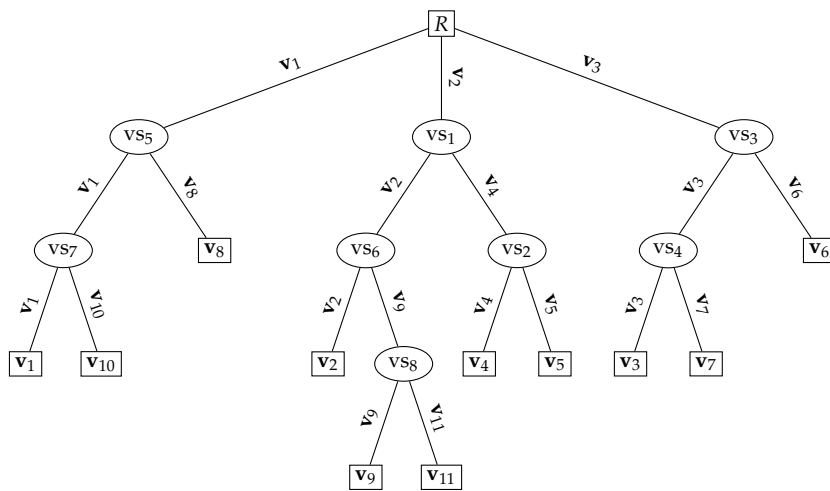 R
v₁ v₂ v₃
vs₅ vs₁ vs₃
v₁ v₈ v₂ v₄ v₃ v₆
vs₇ v₈ vs₆ vs₂ vs₄ v₆
v₁ v₁₀ v₂ v₉ v₄ v₅ v₃ v₇
v₁ v₁₀ v₂ vs₈ v₄ v₅ v₃ v₇
v₉ v₁₁
v₉ v₁₁